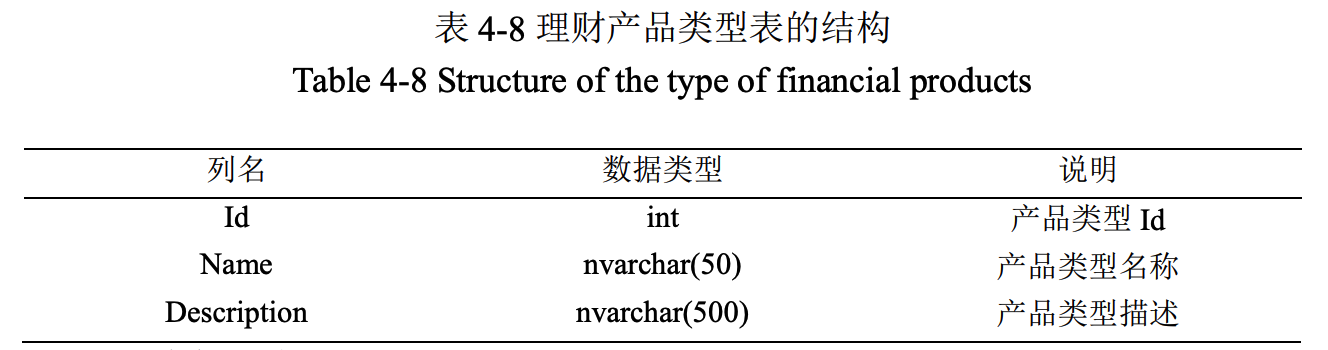 表 4-8 理财产品类型表的结构
Table 4-8 Structure of the type of financial products
列名 数据类型 说明
Id int 产品类型 Id
Name nvarchar(50) 产品类型名称
Description nvarchar(500) 产品类型描述